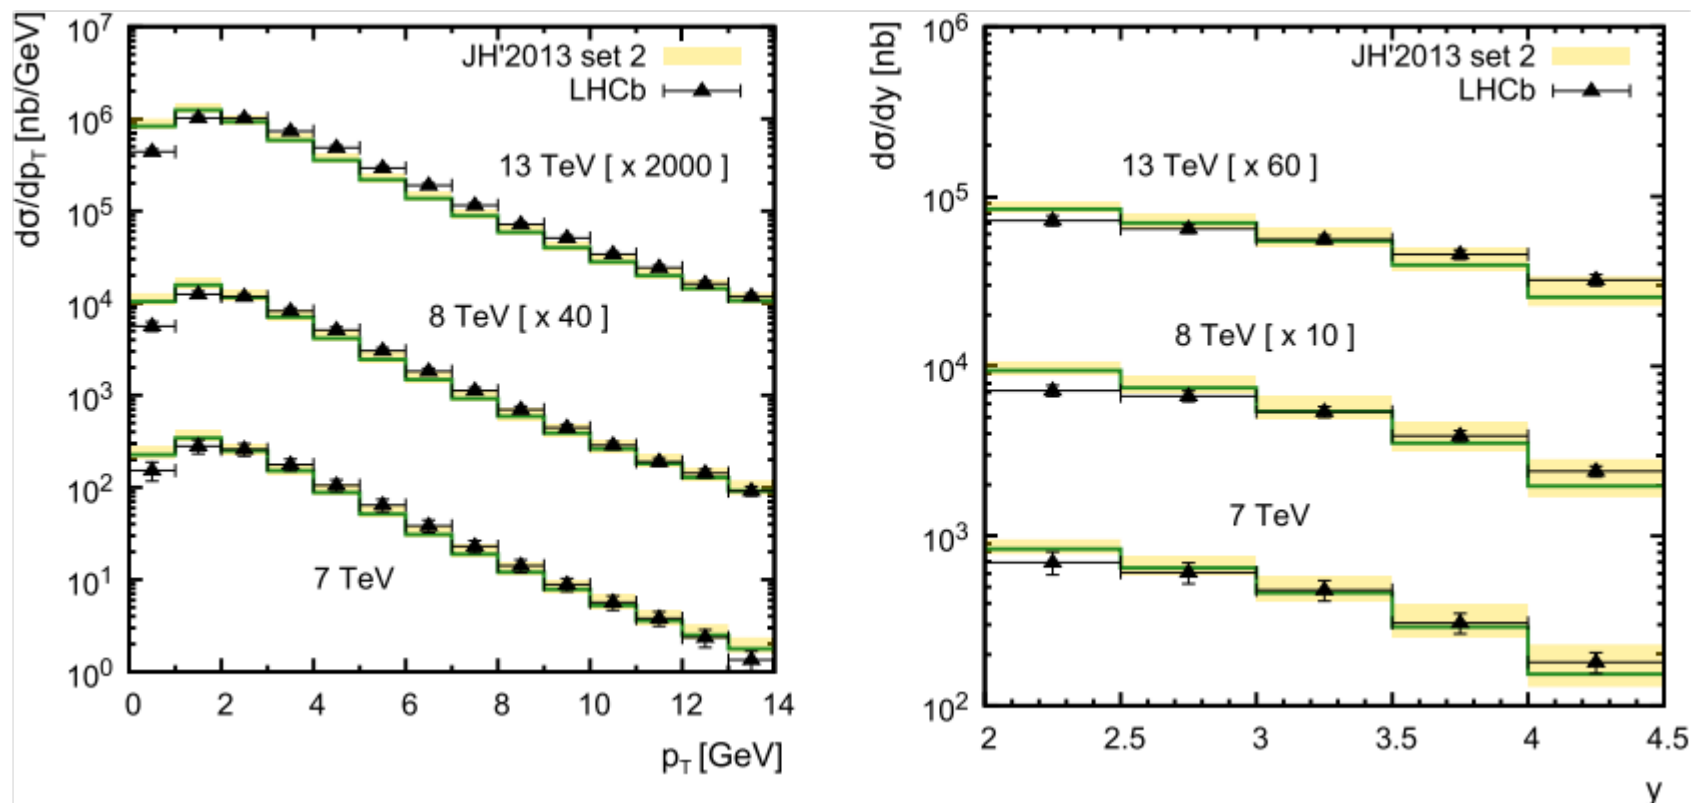 dσ/dp_T [nb/GeV]
10^7
10^6
10^5
10^4
10^3
10^2
10^1
10^0
JH'2013 set 2
LHCb
13 TeV [ x 2000 ]
8 TeV [ x 40 ]
7 TeV
0 2 4 6 8 10 12 14
p_T [GeV]
dσ/dy [nb]
10^6
10^5
10^4
10^3
10^2
JH'2013 set 2
LHCb
13 TeV [ x 60 ]
8 TeV [ x 10 ]
7 TeV
2 2.5 3 3.5 4 4.5
y